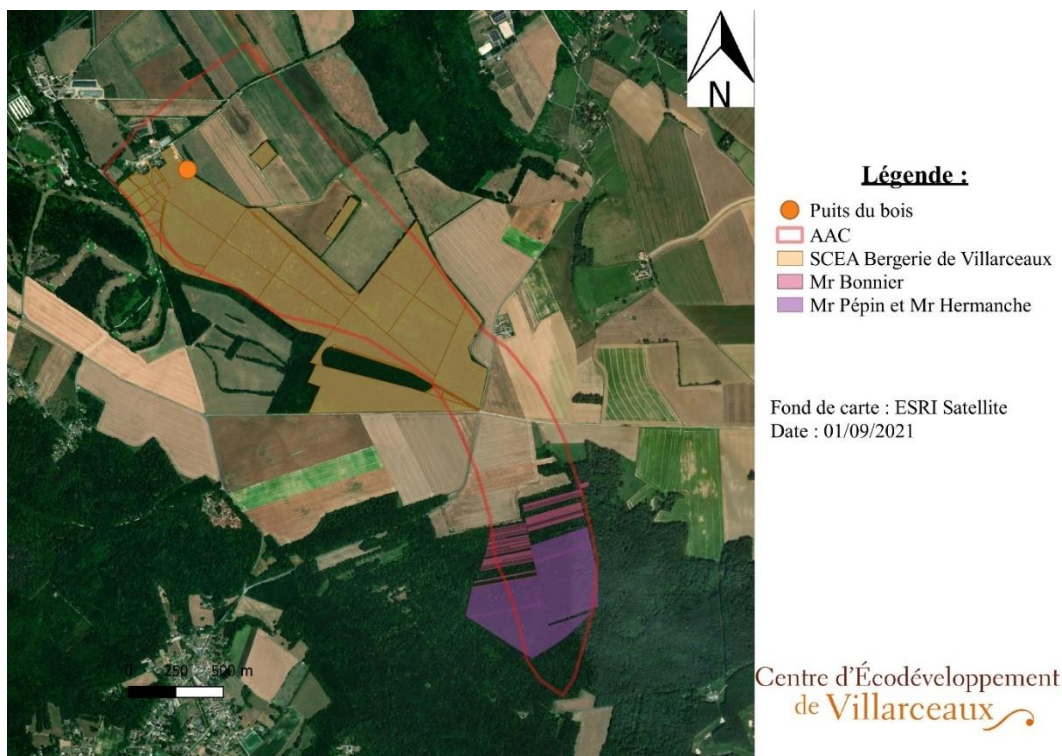 N
Légende :
Puits du bois
AAC
SCEA Bergerie de Villarceaux
Mr Bonnier
Mr Pépin et Mr Hermanche
Fond de carte : ESRI Satellite
Date : 01/09/2021
0 250 500 m
Centre d'Écodéveloppement
de Villarceaux